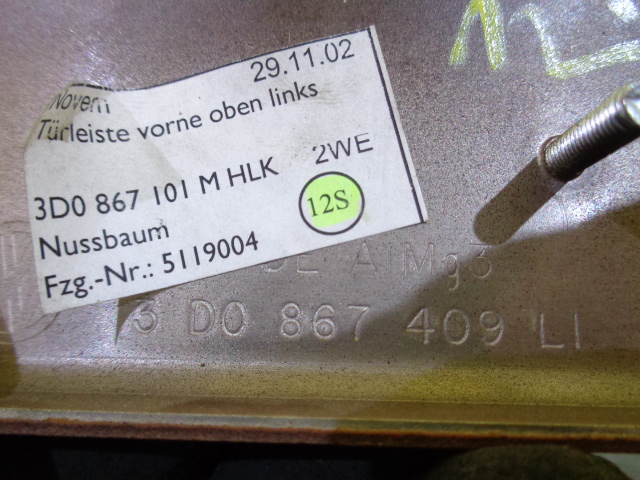 Novem 29.11.02
Türleiste vorne oben links
3D0 867 101 M HLK 2WE
Nussbaum 12S
Fzg.-Nr.: 5119004
AlMg3
3 D0 867 409 LI